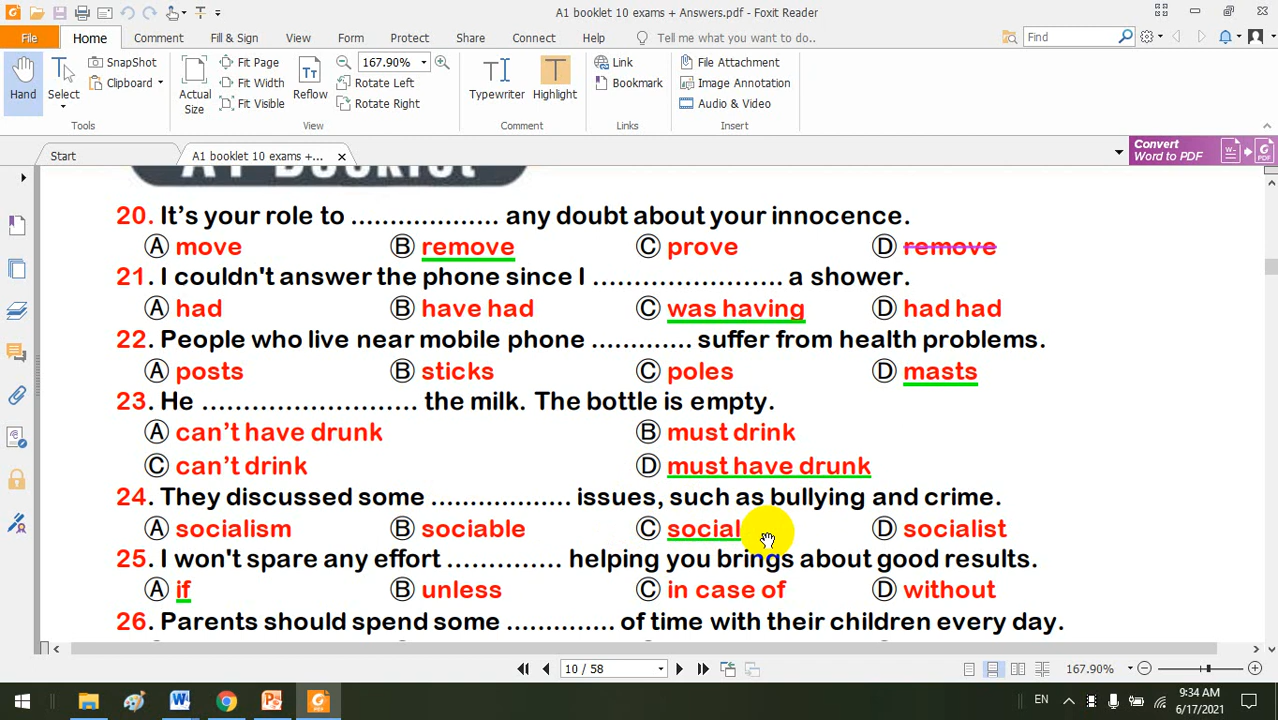 A1 booklet 10 exams + Answers.pdf - Foxit Reader
File Home Comment Fill & Sign View Form Protect Share Connect Help Tell me what you want to do.. Find
Hand
Select
SnapShot
Clipboard
Actual Size
Fit Page
Fit Width
Fit Visible
Reflow
167.90%
Rotate Left
Rotate Right
Typewriter
Highlight
Link
Bookmark
File Attachment
Image Annotation
Audio & Video
Tools View Comment Links Insert
Start A1 booklet 10 exams +...
Convert
Word to PDF
A1 Booklet
20. It's your role to .................. any doubt about your innocence.
A move B remove C prove D remove
21. I couldn't answer the phone since I ....................... a shower.
A had B have had C was having D had had
22. People who live near mobile phone ............ suffer from health problems.
A posts B sticks C poles D masts
23. He .......................... the milk. The bottle is empty.
A can't have drunk B must drink
C can't drink D must have drunk
24. They discussed some ................. issues, such as bullying and crime.
A socialism B sociable C social D socialist
25. I won't spare any effort .............. helping you brings about good results.
A if B unless C in case of D without
26. Parents should spend some ............. of time with their children every day.
10 / 58 167.90%
EN 9:34 AM
6/17/2021